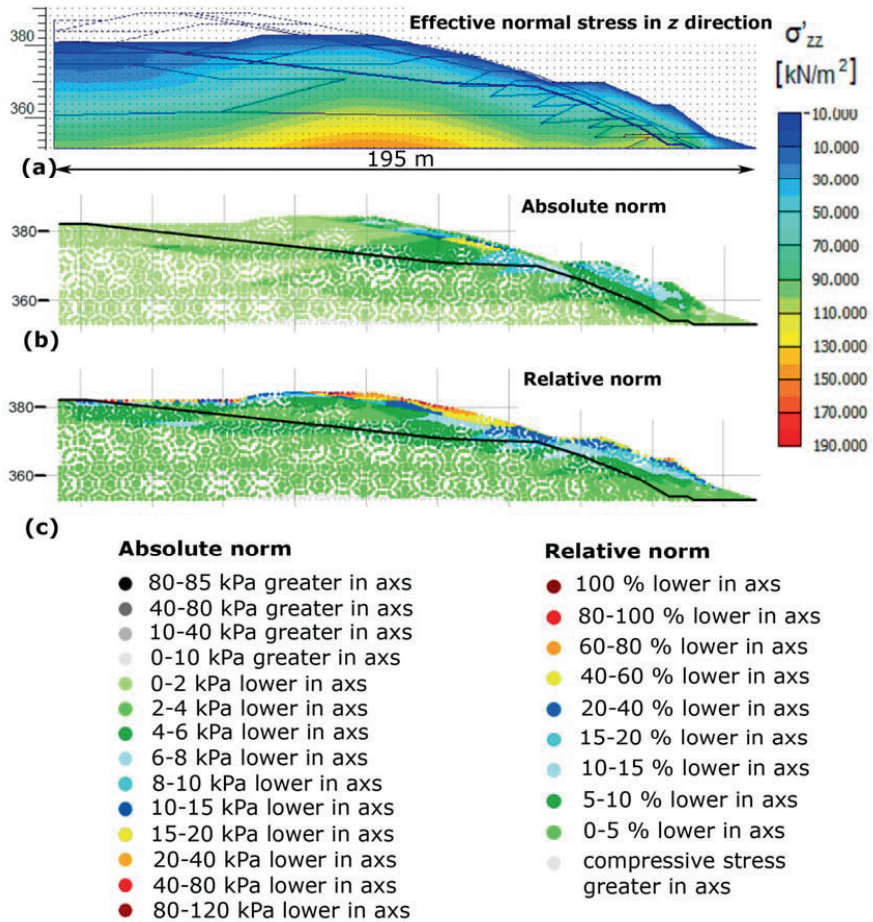 Effective normal stress in z direction
σ'zz
[kN/m²]
380
360
-10.000
10.000
30.000
50.000
70.000
90.000
110.000
130.000
150.000
170.000
190.000
(a)
195 m
Absolute norm
380
360
(b)
Relative norm
380
360
(c)
Absolute norm
80-85 kPa greater in axs
40-80 kPa greater in axs
10-40 kPa greater in axs
0-10 kPa greater in axs
0-2 kPa lower in axs
2-4 kPa lower in axs
4-6 kPa lower in axs
6-8 kPa lower in axs
8-10 kPa lower in axs
10-15 kPa lower in axs
15-20 kPa lower in axs
20-40 kPa lower in axs
40-80 kPa lower in axs
80-120 kPa lower in axs
Relative norm
100 % lower in axs
80-100 % lower in axs
60-80 % lower in axs
40-60 % lower in axs
20-40 % lower in axs
15-20 % lower in axs
10-15 % lower in axs
5-10 % lower in axs
0-5 % lower in axs
compressive stress
greater in axs